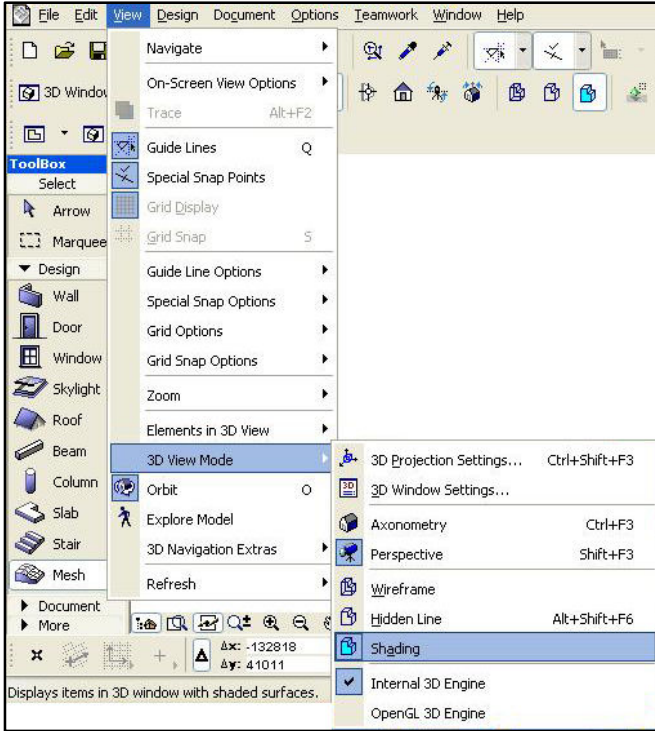 File Edit View Design Document Options Teamwork Window Help
3D Window
ToolBox
Select
Arrow
Marquee
Design
Wall
Door
Window
Skylight
Roof
Beam
Column
Slab
Stair
Mesh
Document
More
Navigate
On-Screen View Options
Trace Alt+F2
Guide Lines Q
Special Snap Points
Grid Display
Grid Snap S
Guide Line Options
Special Snap Options
Grid Options
Grid Snap Options
Zoom
Elements in 3D View
3D View Mode
Orbit O
Explore Model
3D Navigation Extras
Refresh
3D Projection Settings... Ctrl+Shift+F3
3D 3D Window Settings...
Axonometry Ctrl+F3
Perspective Shift+F3
Wireframe
Hidden Line Alt+Shift+F6
Shading
Internal 3D Engine
OpenGL 3D Engine
Δx: -132818
Δy: 41011
Displays items in 3D window with shaded surfaces.